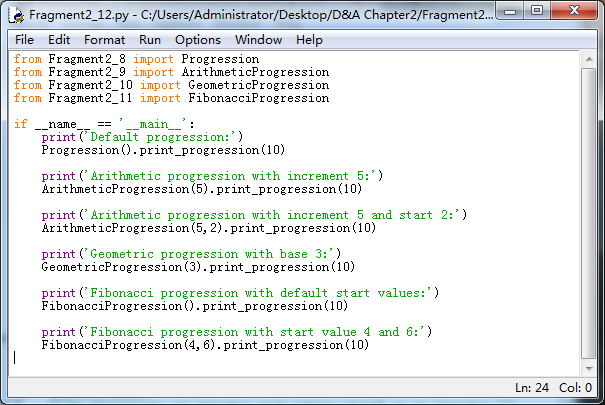 Fragment2_12.py - C:/Users/Administrator/Desktop/D&A Chapter2/Fragment2...
File Edit Format Run Options Window Help
from Fragment2_8 import Progression
from Fragment2_9 import ArithmeticProgression
from Fragment2_10 import GeometricProgression
from Fragment2_11 import FibonacciProgression
if __name__ == '__main__':
print('Default progression:')
Progression().print_progression(10)
print('Arithmetic progression with increment 5:')
ArithmeticProgression(5).print_progression(10)
print('Arithmetic progression with increment 5 and start 2:')
ArithmeticProgression(5,2).print_progression(10)
print('Geometric progression with base 3:')
GeometricProgression(3).print_progression(10)
print('Fibonacci progression with default start values:')
FibonacciProgression().print_progression(10)
print('Fibonacci progression with start value 4 and 6:')
FibonacciProgression(4,6).print_progression(10)
Ln: 24 Col: 0